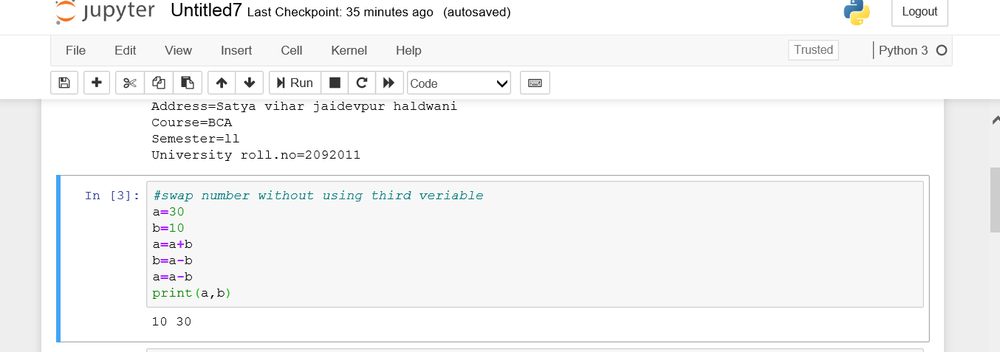 jupyter Untitled7 Last Checkpoint: 35 minutes ago (autosaved) Logout
File Edit View Insert Cell Kernel Help Trusted Python 3
Run Code
Address=Satya vihar jaidevpur haldwani
Course=BCA
Semester=ll
University roll.no=2092011
In [3]: #swap number without using third veriable
a=30
b=10
a=a+b
b=a-b
a=a-b
print(a,b)
10 30